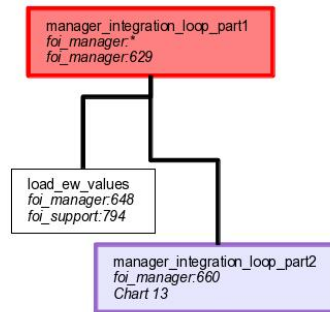 manager_integration_loop_part1
foi_manager:*
foi_manager:629
load_ew_values
foi_manager:648
foi_support:794
manager_integration_loop_part2
foi_manager:660
Chart 13